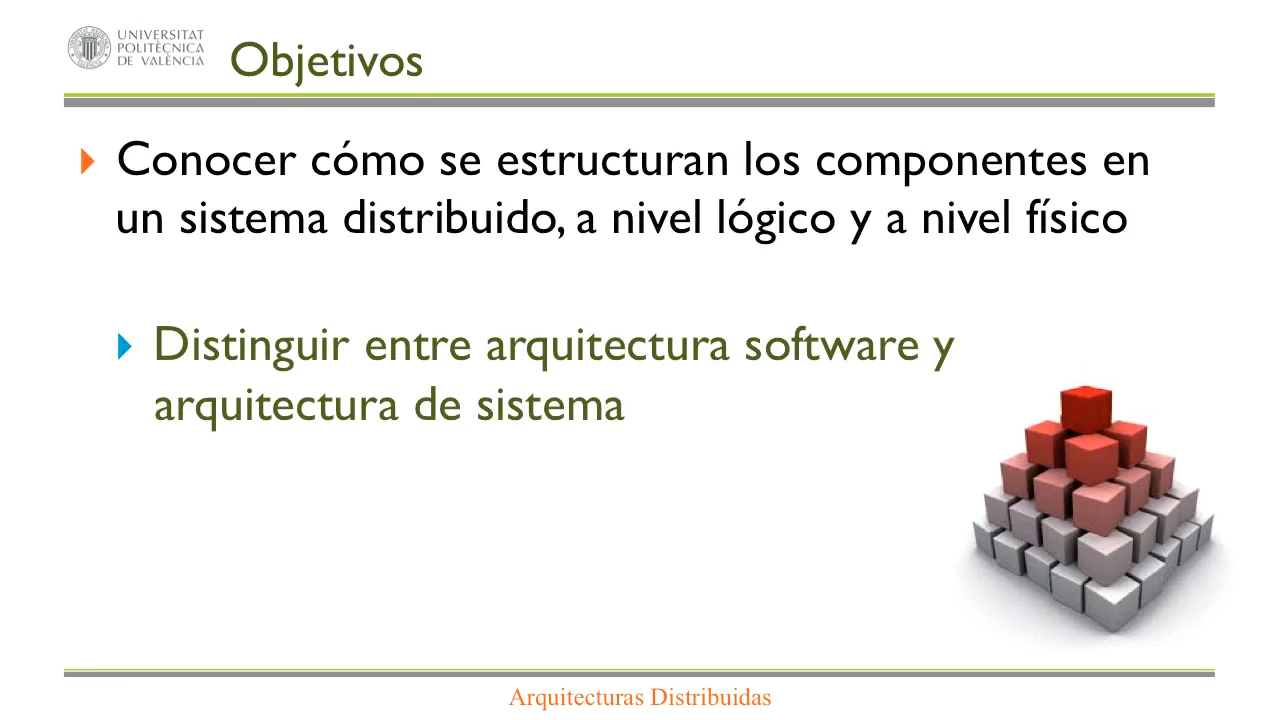 UNIVERSITAT
POLITÈCNICA
DE VALÈNCIA
Objetivos
Conocer cómo se estructuran los componentes en
un sistema distribuido, a nivel lógico y a nivel físico
Distinguir entre arquitectura software y
arquitectura de sistema
Arquitecturas Distribuidas